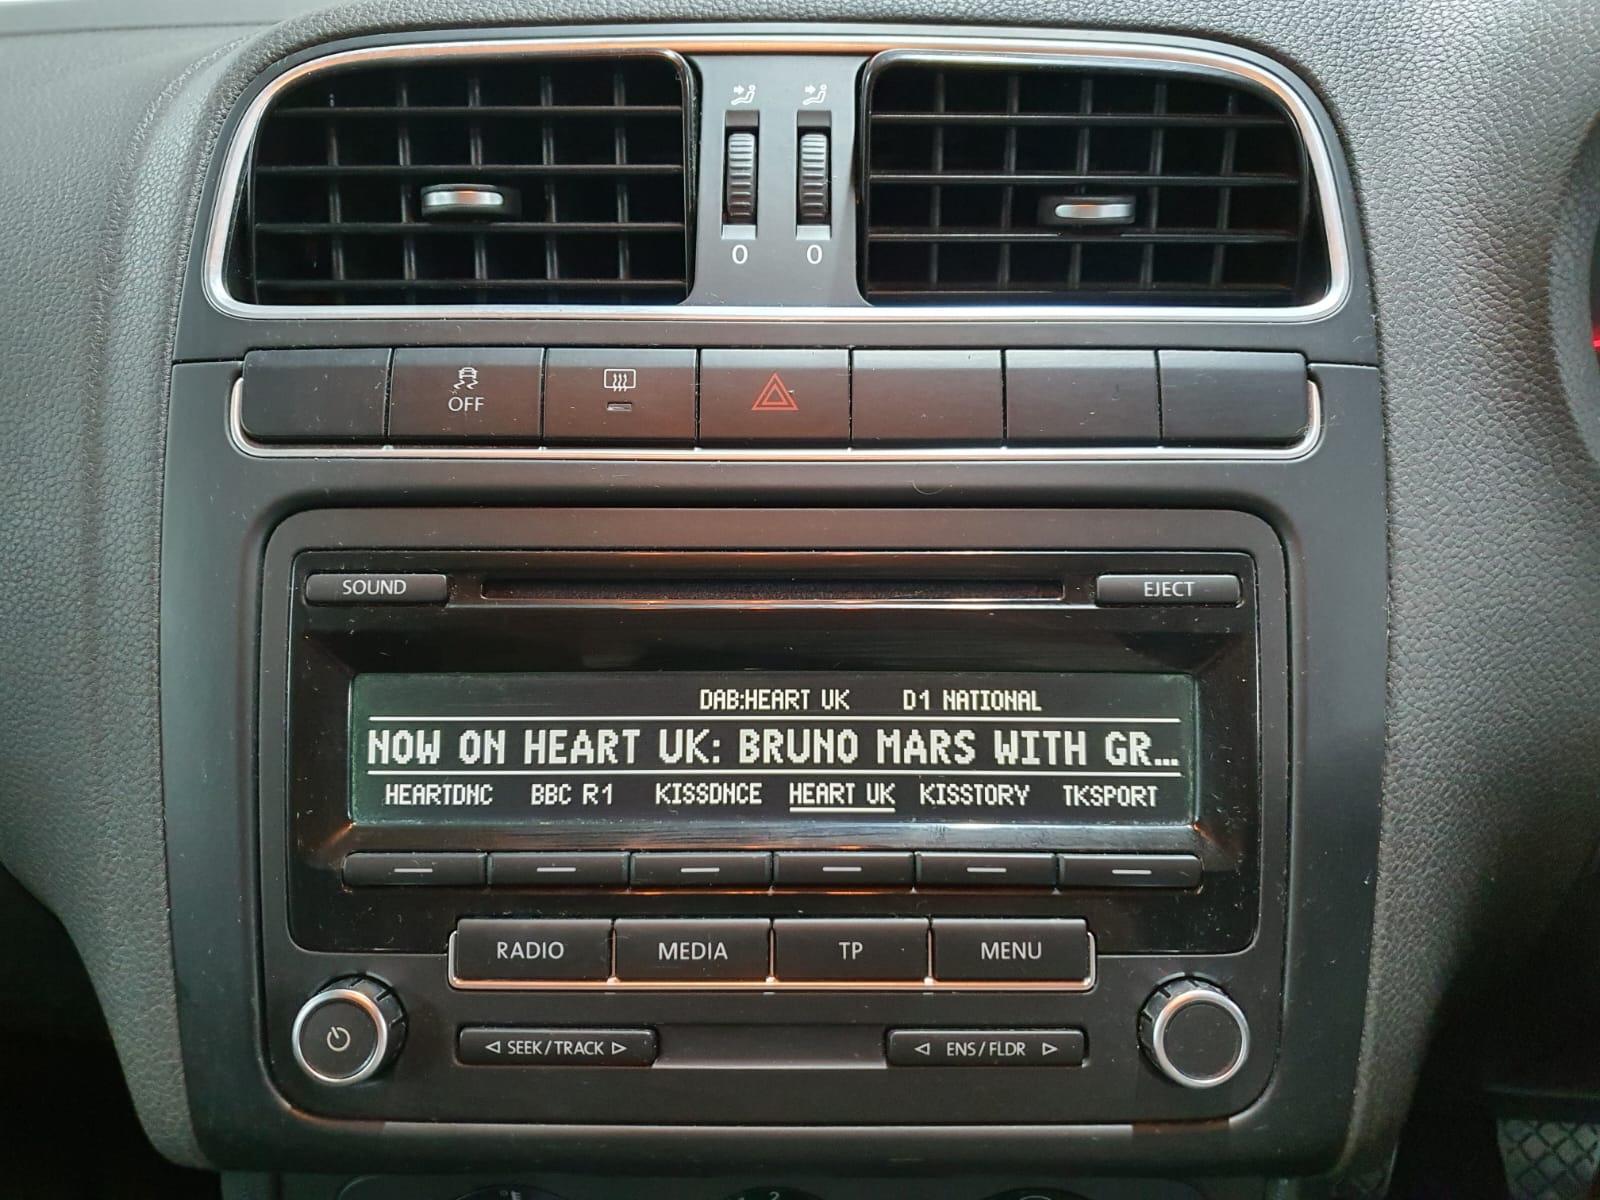 0 0
OFF
SOUND EJECT
DAB:HEART UK D1 NATIONAL
NOW ON HEART UK: BRUNO MARS WITH GR...
HEARTDNC BBC R1 KISSDNCE HEART UK KISSTORY TKSPORT
RADIO MEDIA TP MENU
SEEK/TRACK ENS/FLDR
2